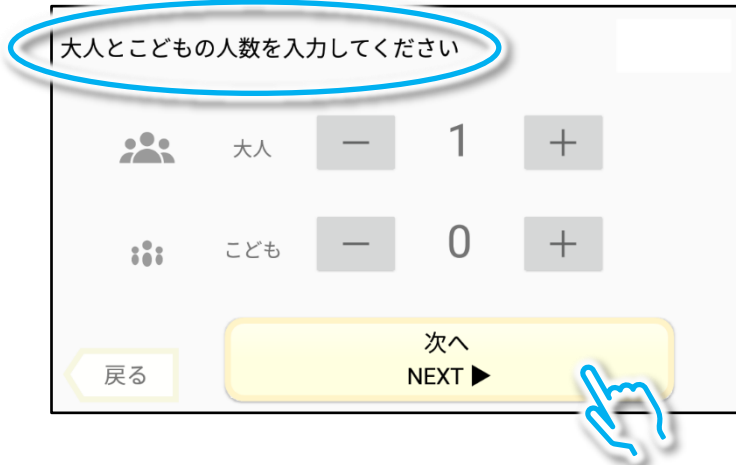 大人とこどもの人数を入力してください
大人 － 1 ＋
こども － 0 ＋
次へ
NEXT ▶
戻る